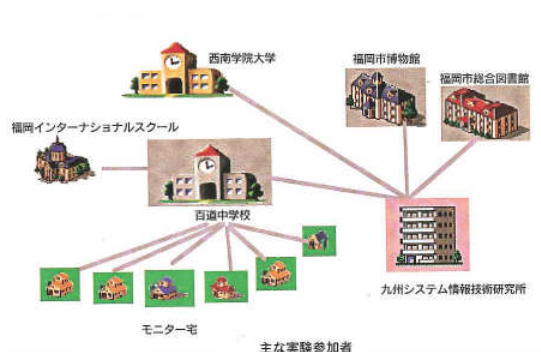 西南学院大学
福岡市博物館
福岡市総合図書館
福岡インターナショナルスクール
百道中学校
九州システム情報技術研究所
モニター宅
主な実験参加者